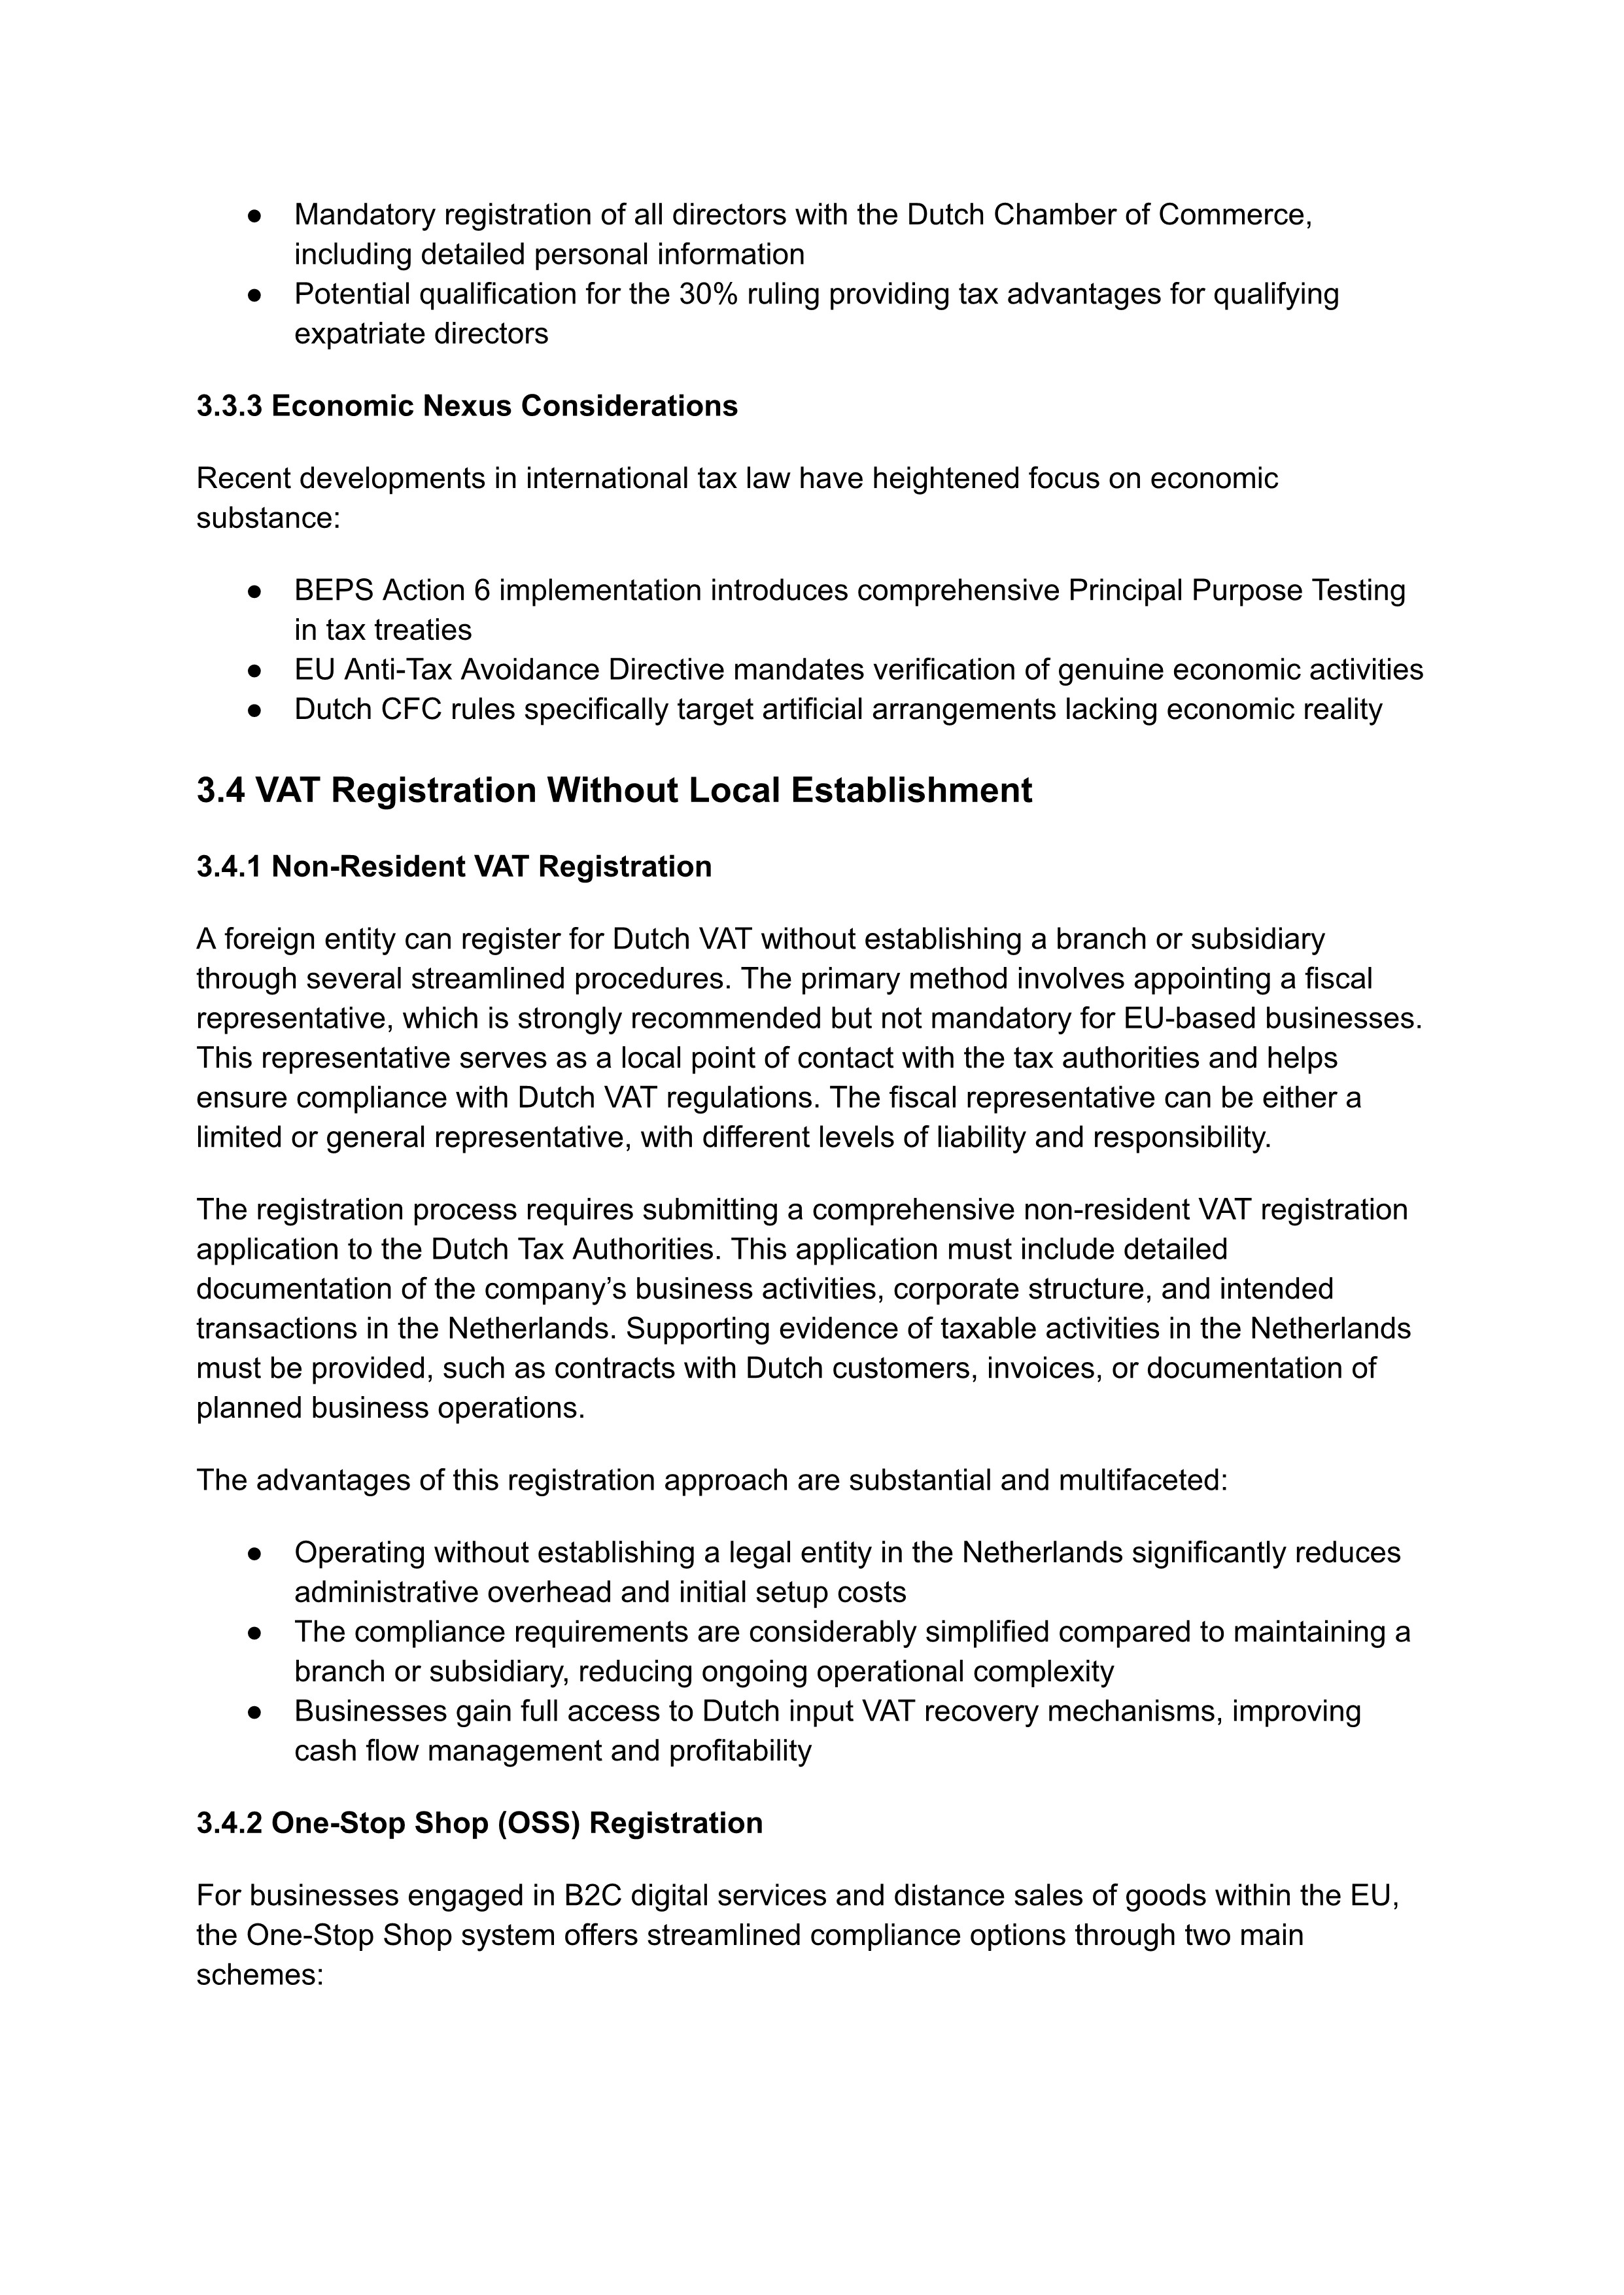 ● Mandatory registration of all directors with the Dutch Chamber of Commerce,
including detailed personal information
● Potential qualification for the 30% ruling providing tax advantages for qualifying
expatriate directors
3.3.3 Economic Nexus Considerations
Recent developments in international tax law have heightened focus on economic
substance:
● BEPS Action 6 implementation introduces comprehensive Principal Purpose Testing
in tax treaties
● EU Anti-Tax Avoidance Directive mandates verification of genuine economic activities
● Dutch CFC rules specifically target artificial arrangements lacking economic reality
3.4 VAT Registration Without Local Establishment
3.4.1 Non-Resident VAT Registration
A foreign entity can register for Dutch VAT without establishing a branch or subsidiary
through several streamlined procedures. The primary method involves appointing a fiscal
representative, which is strongly recommended but not mandatory for EU-based businesses.
This representative serves as a local point of contact with the tax authorities and helps
ensure compliance with Dutch VAT regulations. The fiscal representative can be either a
limited or general representative, with different levels of liability and responsibility.
The registration process requires submitting a comprehensive non-resident VAT registration
application to the Dutch Tax Authorities. This application must include detailed
documentation of the company’s business activities, corporate structure, and intended
transactions in the Netherlands. Supporting evidence of taxable activities in the Netherlands
must be provided, such as contracts with Dutch customers, invoices, or documentation of
planned business operations.
The advantages of this registration approach are substantial and multifaceted:
● Operating without establishing a legal entity in the Netherlands significantly reduces
administrative overhead and initial setup costs
● The compliance requirements are considerably simplified compared to maintaining a
branch or subsidiary, reducing ongoing operational complexity
● Businesses gain full access to Dutch input VAT recovery mechanisms, improving
cash flow management and profitability
3.4.2 One-Stop Shop (OSS) Registration
For businesses engaged in B2C digital services and distance sales of goods within the EU,
the One-Stop Shop system offers streamlined compliance options through two main
schemes: